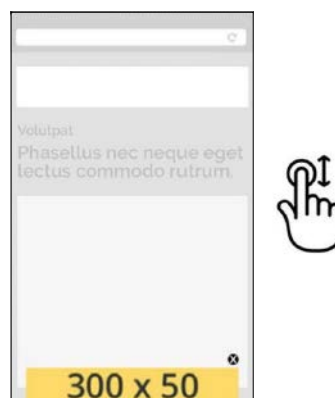 Volutpat
Phasellus nec neque eget
lectus commodo rutrum.
300 x 50